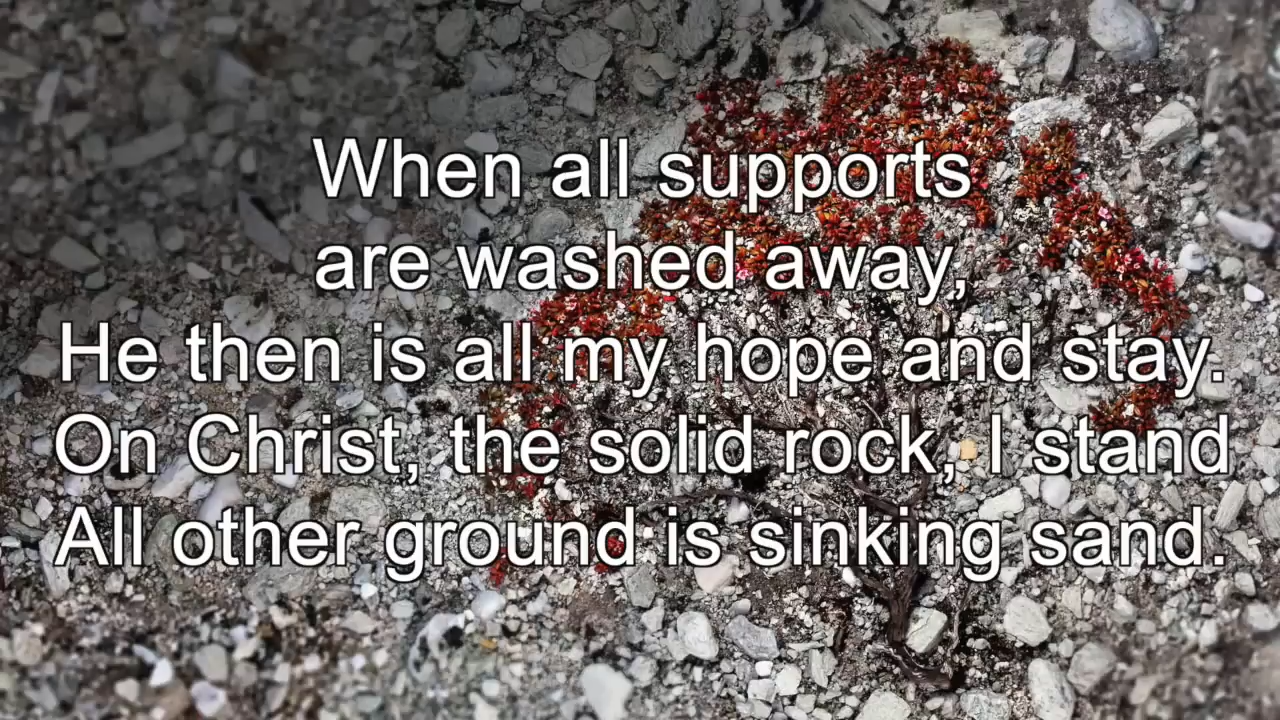 When all supports
are washed away,
He then is all my hope and stay.
On Christ, the solid rock, I stand
All other ground is sinking sand.